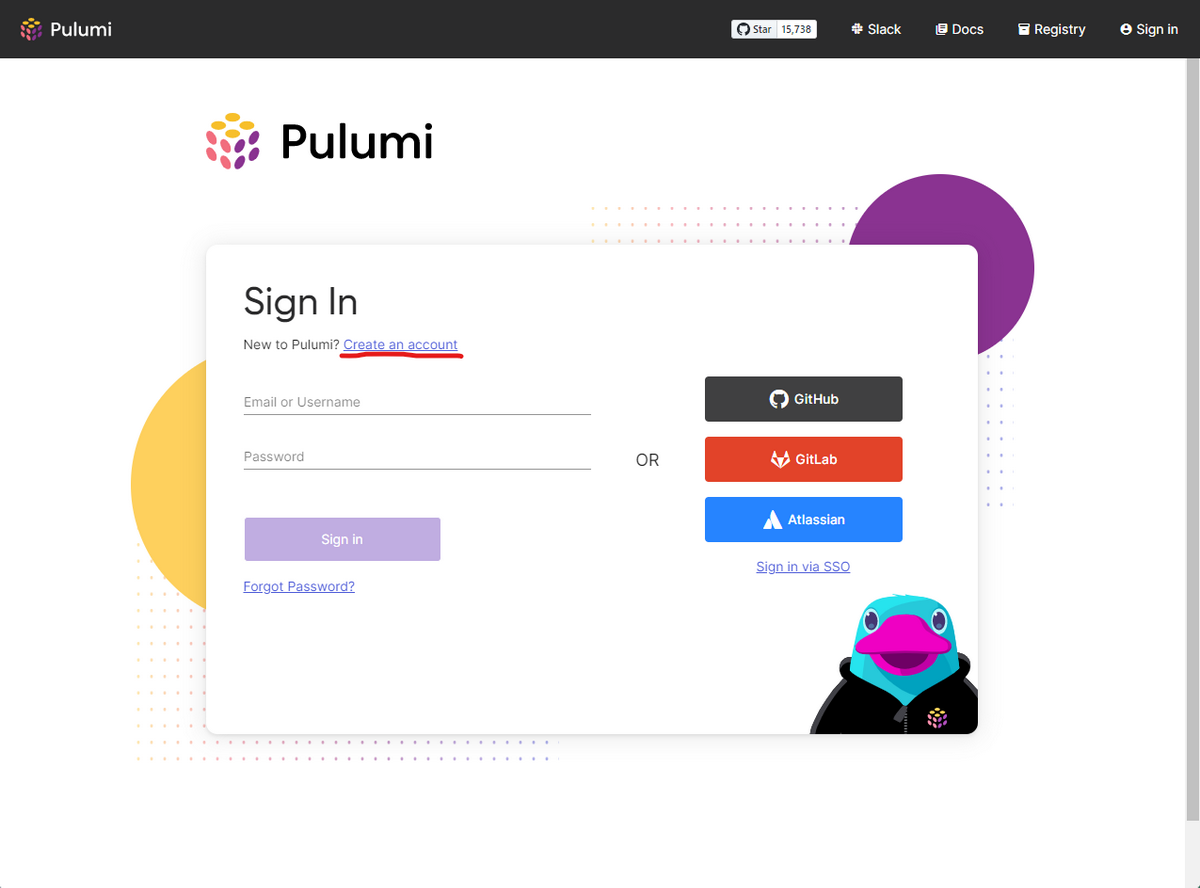 Pulumi
Star 15,738
Slack
Docs
Registry
Sign in
Pulumi
Sign In
New to Pulumi? Create an account
Email or Username
Password
Sign in
Forgot Password?
OR
GitHub
GitLab
Atlassian
Sign in via SSO